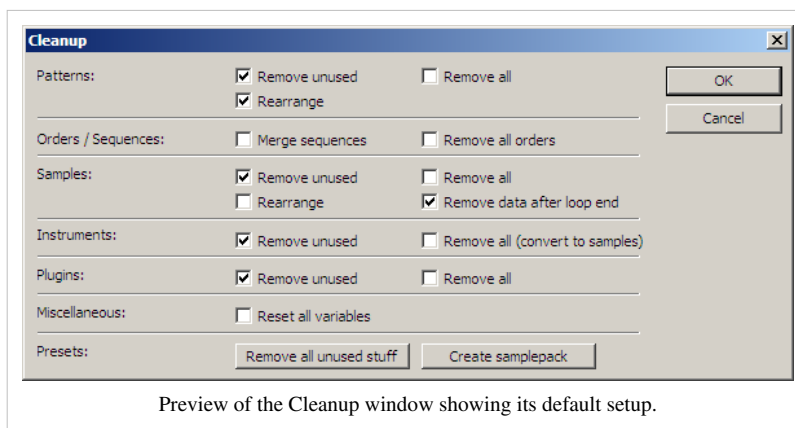 Cleanup
Patterns: Remove unused Remove all OK
Rearrange
Cancel
Orders / Sequences: Merge sequences Remove all orders
Samples: Remove unused Remove all
Rearrange Remove data after loop end
Instruments: Remove unused Remove all (convert to samples)
Plugins: Remove unused Remove all
Miscellaneous: Reset all variables
Presets: Remove all unused stuff Create samplepack
Preview of the Cleanup window showing its default setup.